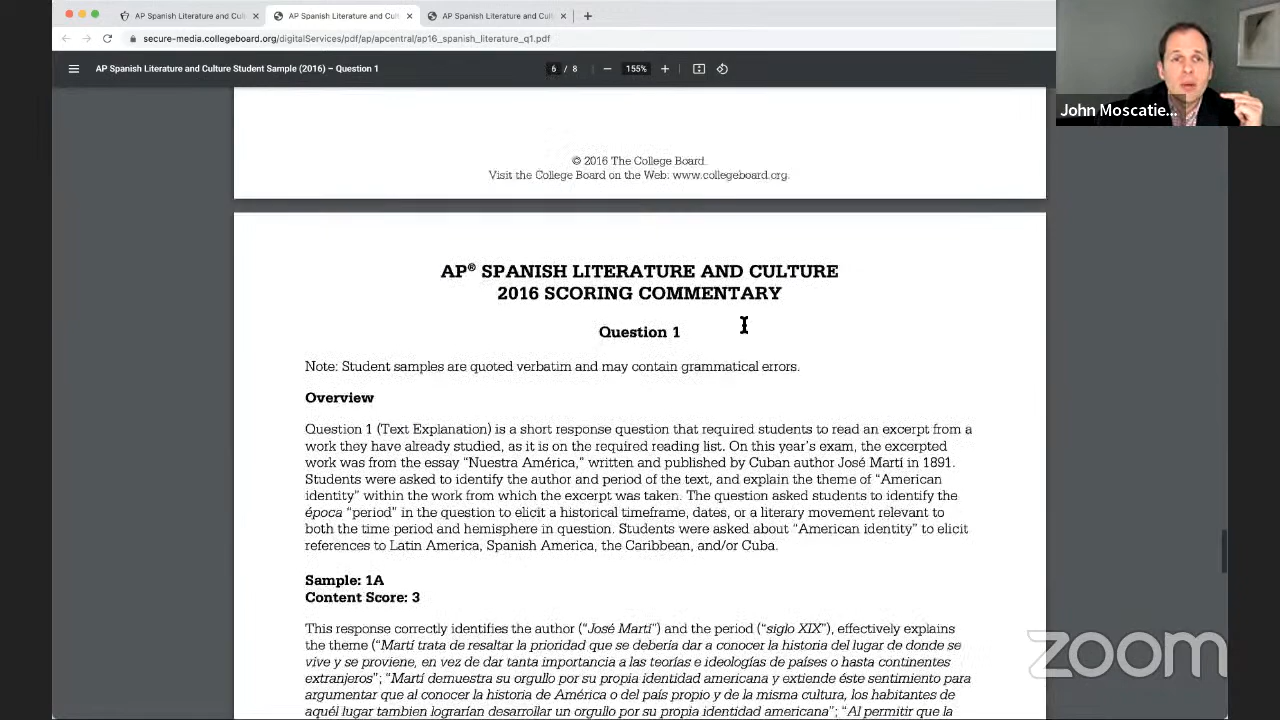 AP Spanish Literature and Cult
AP Spanish Literature and Cult
AP Spanish Literature and Cult
secure-media.collegeboard.org/digitalServices/pdf/ap/apcentral/ap16_spanish_literature_q1.pdf
AP Spanish Literature and Culture Student Sample (2016) – Question 1
6 / 8
155%
John Moscatie...
© 2016 The College Board.
Visit the College Board on the Web: www.collegeboard.org.
AP® SPANISH LITERATURE AND CULTURE
2016 SCORING COMMENTARY
Question 1
Note: Student samples are quoted verbatim and may contain grammatical errors.
Overview
Question 1 (Text Explanation) is a short response question that required students to read an excerpt from a
work they have already studied, as it is on the required reading list. On this year's exam, the excerpted
work was from the essay “Nuestra América,” written and published by Cuban author José Martí in 1891.
Students were asked to identify the author and period of the text, and explain the theme of “American
identity” within the work from which the excerpt was taken. The question asked students to identify the
época “period” in the question to elicit a historical timeframe, dates, or a literary movement relevant to
both the time period and hemisphere in question. Students were asked about “American identity” to elicit
references to Latin America, Spanish America, the Caribbean, and/or Cuba.
Sample: 1A
Content Score: 3
This response correctly identifies the author (“José Martí”) and the period (“siglo XIX”), effectively explains
the theme (“Martí trata de resaltar la prioridad que se debería dar a conocer la historia del lugar de donde se
vive y se proviene, en vez de dar tanta importancia a las teorías e ideologías de países o hasta continentes
extranjeros”; “Martí demuestra su orgullo por su propia identidad americana y extiende éste sentimiento para
argumentar que al conocer la historia de América o del país propio y de la misma cultura, los habitantes de
aquél lugar tambien lograrían desarrollar un orgullo por su propia identidad americana”; “Al permitir que la
zoom